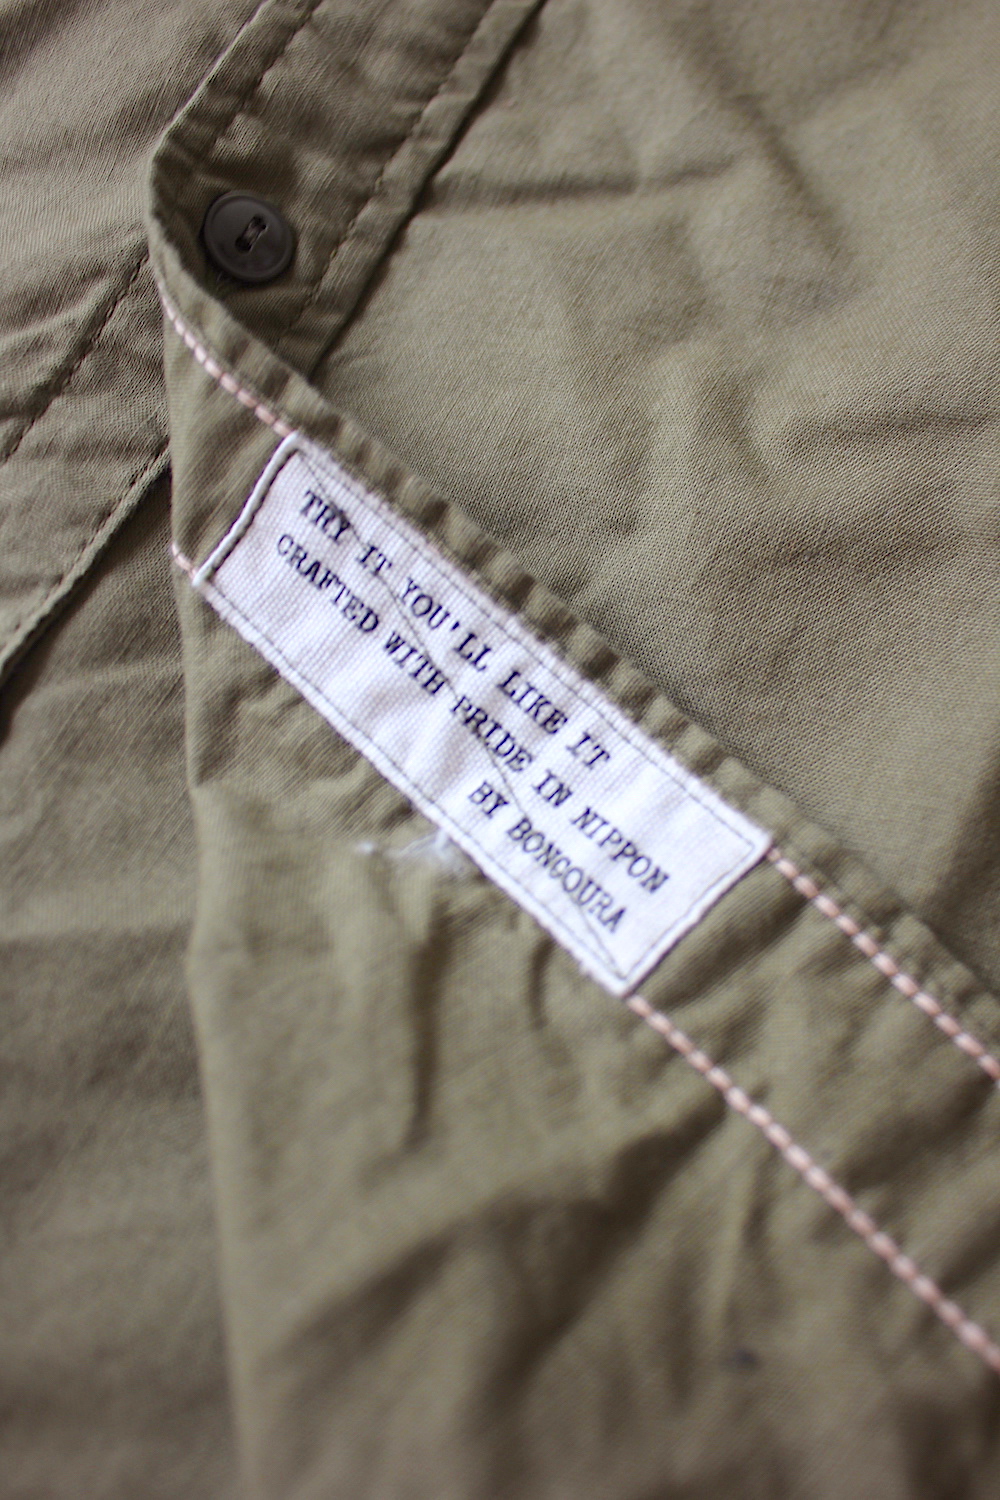 TRY IT YOU'LL LIKE IT
CRAFTED WITH PRIDE IN NIPPON
BY BONCOURA